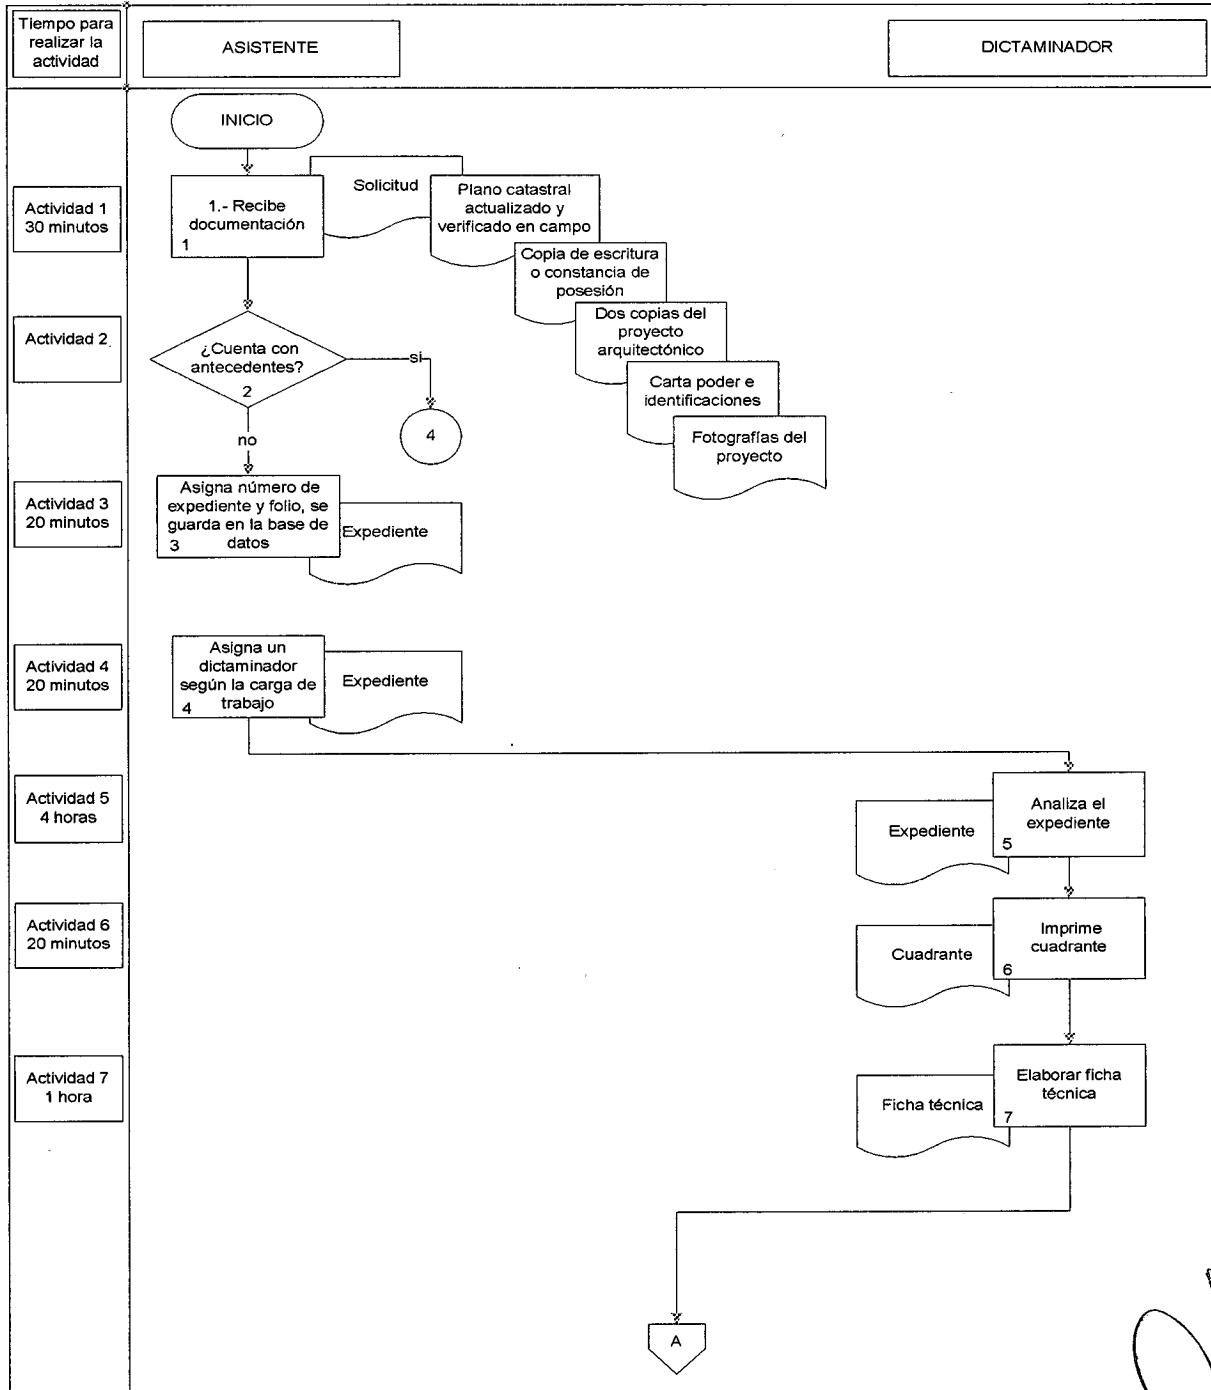 Tiempo para
realizar la
actividad
ASISTENTE
DICTAMINADOR
INICIO
Actividad 1
30 minutos
1.- Recibe
documentación
1
Solicitud
Plano catastral
actualizado y
verificado en campo
Copia de escritura
o constancia de
posesión
Dos copias del
proyecto
arquitectónico
Carta poder e
identificaciones
Fotografías del
proyecto
Actividad 2
¿Cuenta con
antecedentes?
2
si
4
no
Actividad 3
20 minutos
Asigna número de
expediente y folio, se
guarda en la base de
datos
3
Expediente
Actividad 4
20 minutos
Asigna un
dictaminador
según la carga de
trabajo
4
Expediente
Actividad 5
4 horas
Expediente
Analiza el
expediente
5
Actividad 6
20 minutos
Cuadrante
Imprime
cuadrante
6
Actividad 7
1 hora
Ficha técnica
Elaborar ficha
técnica
7
A